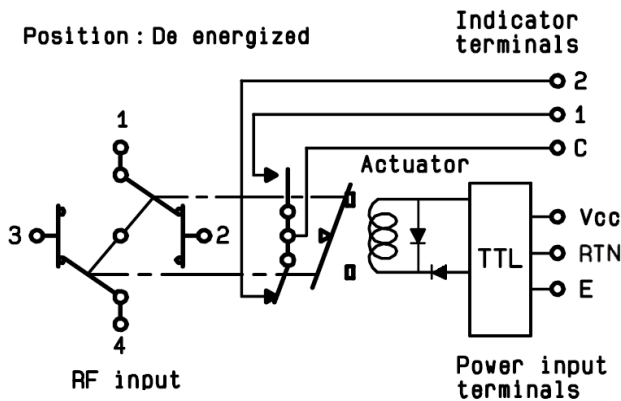 Position : De energized
Indicator
terminals
2
1
C
1
Actuator
3
2
Vcc
TTL
RTN
E
4
RF input
Power input
terminals